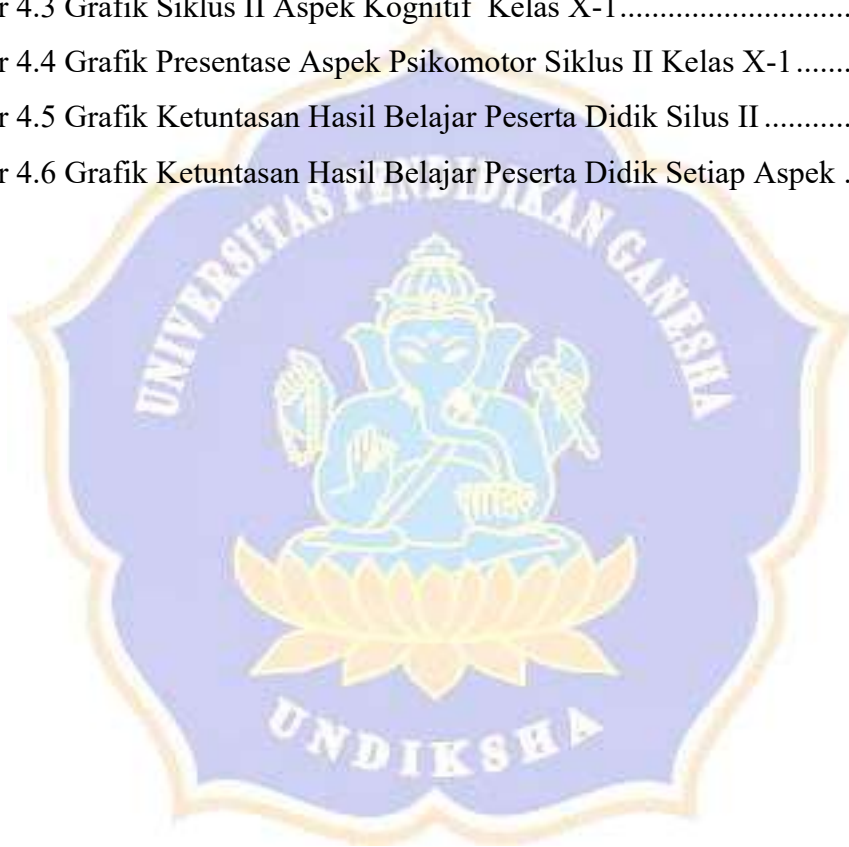 r 4.3 Grafik Siklus II Aspek Kognitif  Kelas X-1..............................
r 4.4 Grafik Presentase Aspek Psikomotor Siklus II Kelas X-1.......
r 4.5 Grafik Ketuntasan Hasil Belajar Peserta Didik Silus II...........
r 4.6 Grafik Ketuntasan Hasil Belajar Peserta Didik Setiap Aspek .
UNIVERSITAS PENDIDIKAN GANESHA
UNDIKSHA